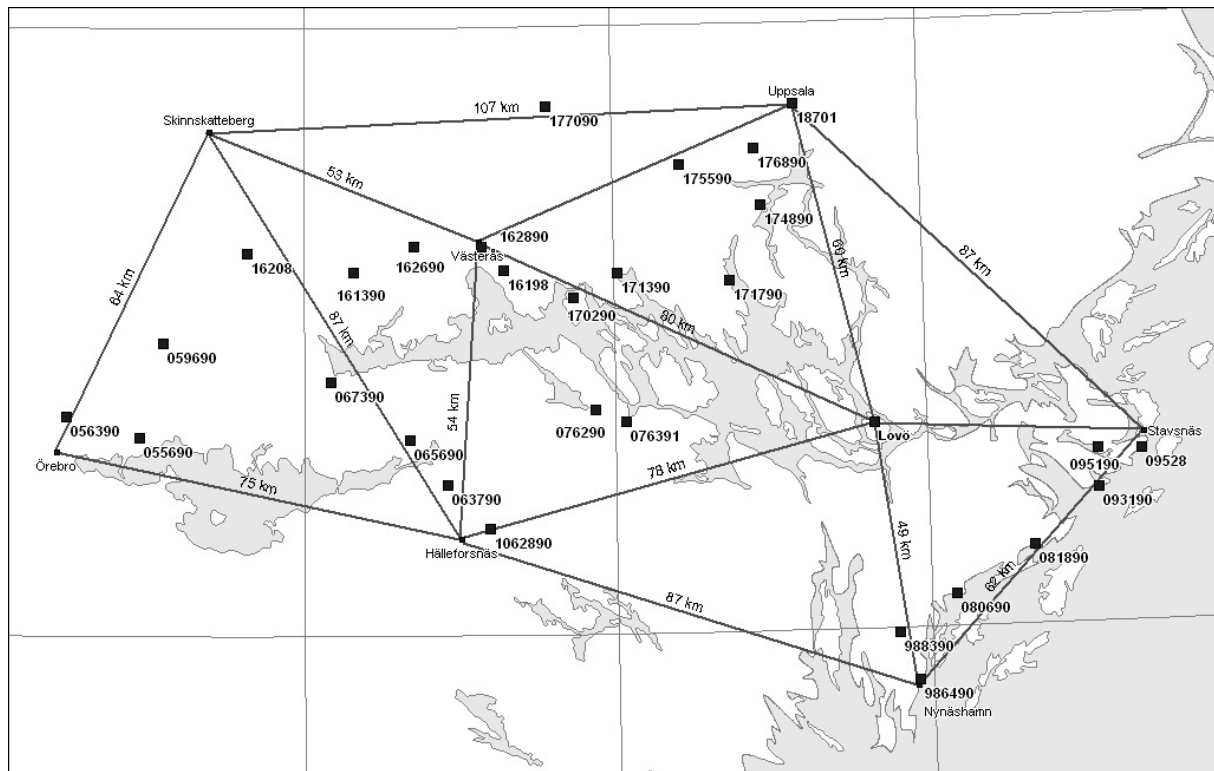 Uppsala
18701
107 km
177090
Skinnskatteberg
176890
175590
53 km
174890
162890
Västerås
162690
16208
161390
16198
170290
171390
171790
60 km
87 km
64 km
87 km
80 km
059690
067390
54 km
056390
055690
Örebro
065690
076290
076391
Lovö
Stavsnäs
095190
09528
78 km
75 km
063790
093190
1062890
Hälleforsnäs
49 km
081890
62 km
080690
87 km
988390
986490
Nynäshamn